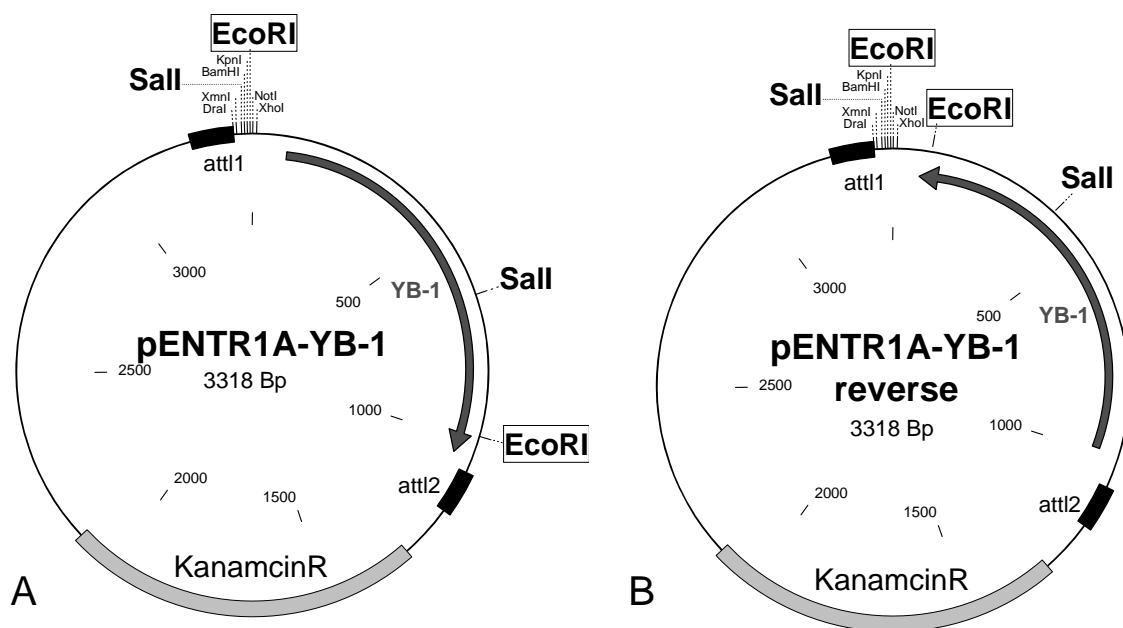 EcoRI
KpnI
BamHI
SalI
XmnI
NotI
DraI
XhoI
attl1
3000
500
YB-1
SalI
pENTR1A-YB-1
3318 Bp
2500
1000
EcoRI
attl2
2000
1500
KanamcinR
A
EcoRI
KpnI
BamHI
SalI
EcoRI
XmnI
NotI
DraI
XhoI
attl1
SalI
3000
500
YB-1
pENTR1A-YB-1
reverse
3318 Bp
2500
1000
attl2
2000
1500
KanamcinR
B